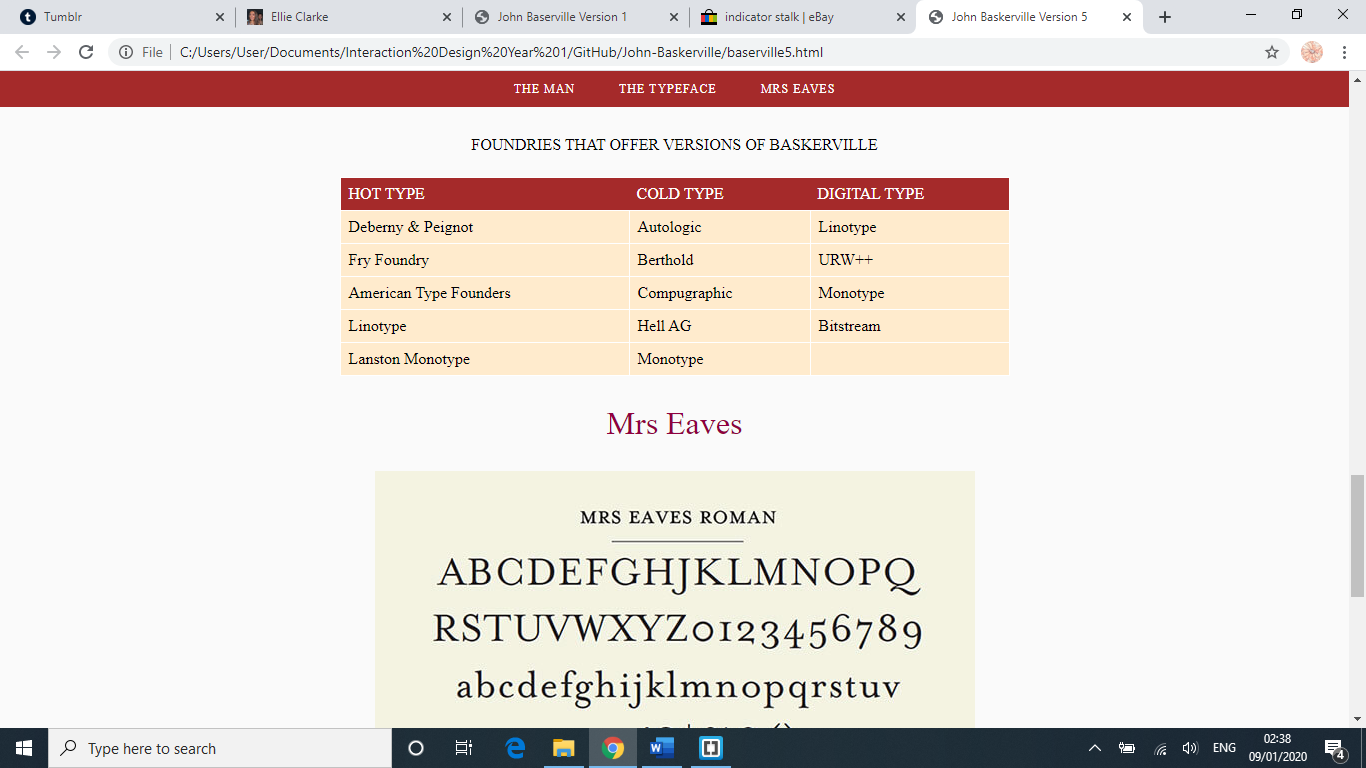 Tumblr
Ellie Clarke
John Baserville Version 1
indicator stalk | eBay
John Baskerville Version 5
File
C:/Users/User/Documents/Interaction%20Design%20Year%201/GitHub/John-Baskerville/baserville5.html
THE MAN THE TYPEFACE MRS EAVES
FOUNDRIES THAT OFFER VERSIONS OF BASKERVILLE
HOT TYPE COLD TYPE DIGITAL TYPE
Deberny & Peignot Autologic Linotype
Fry Foundry Berthold URW++
American Type Founders Compugraphic Monotype
Linotype Hell AG Bitstream
Lanston Monotype Monotype
Mrs Eaves
MRS EAVES ROMAN
ABCDEFGHJKLMNOPQ
RSTUVWXYZ0123456789
abcdefghijklmnopqrstuv
Type here to search
ENG
02:38
09/01/2020
4